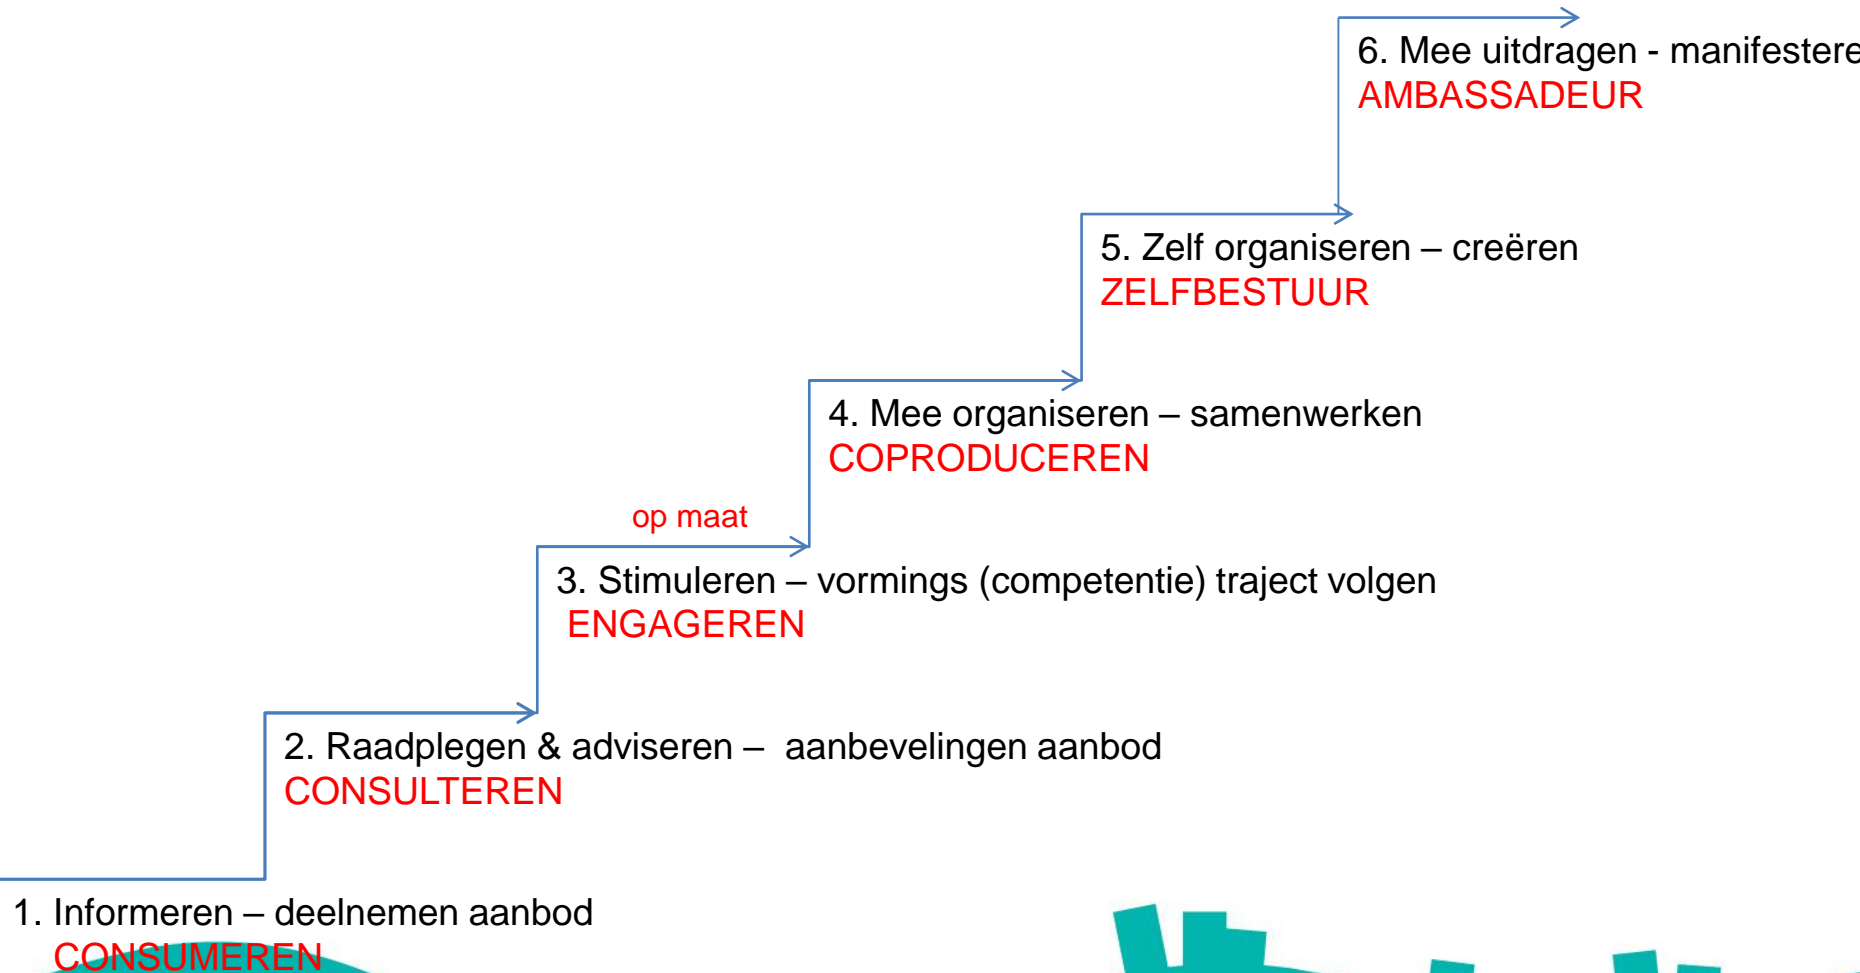 6. Mee uitdragen - manifestere
AMBASSADEUR
5. Zelf organiseren – creëren
ZELFBESTUUR
4. Mee organiseren – samenwerken
COPRODUCEREN
op maat
3. Stimuleren – vormings (competentie) traject volgen
ENGAGEREN
2. Raadplegen & adviseren – aanbevelingen aanbod
CONSULTEREN
1. Informeren – deelnemen aanbod
CONSUMEREN